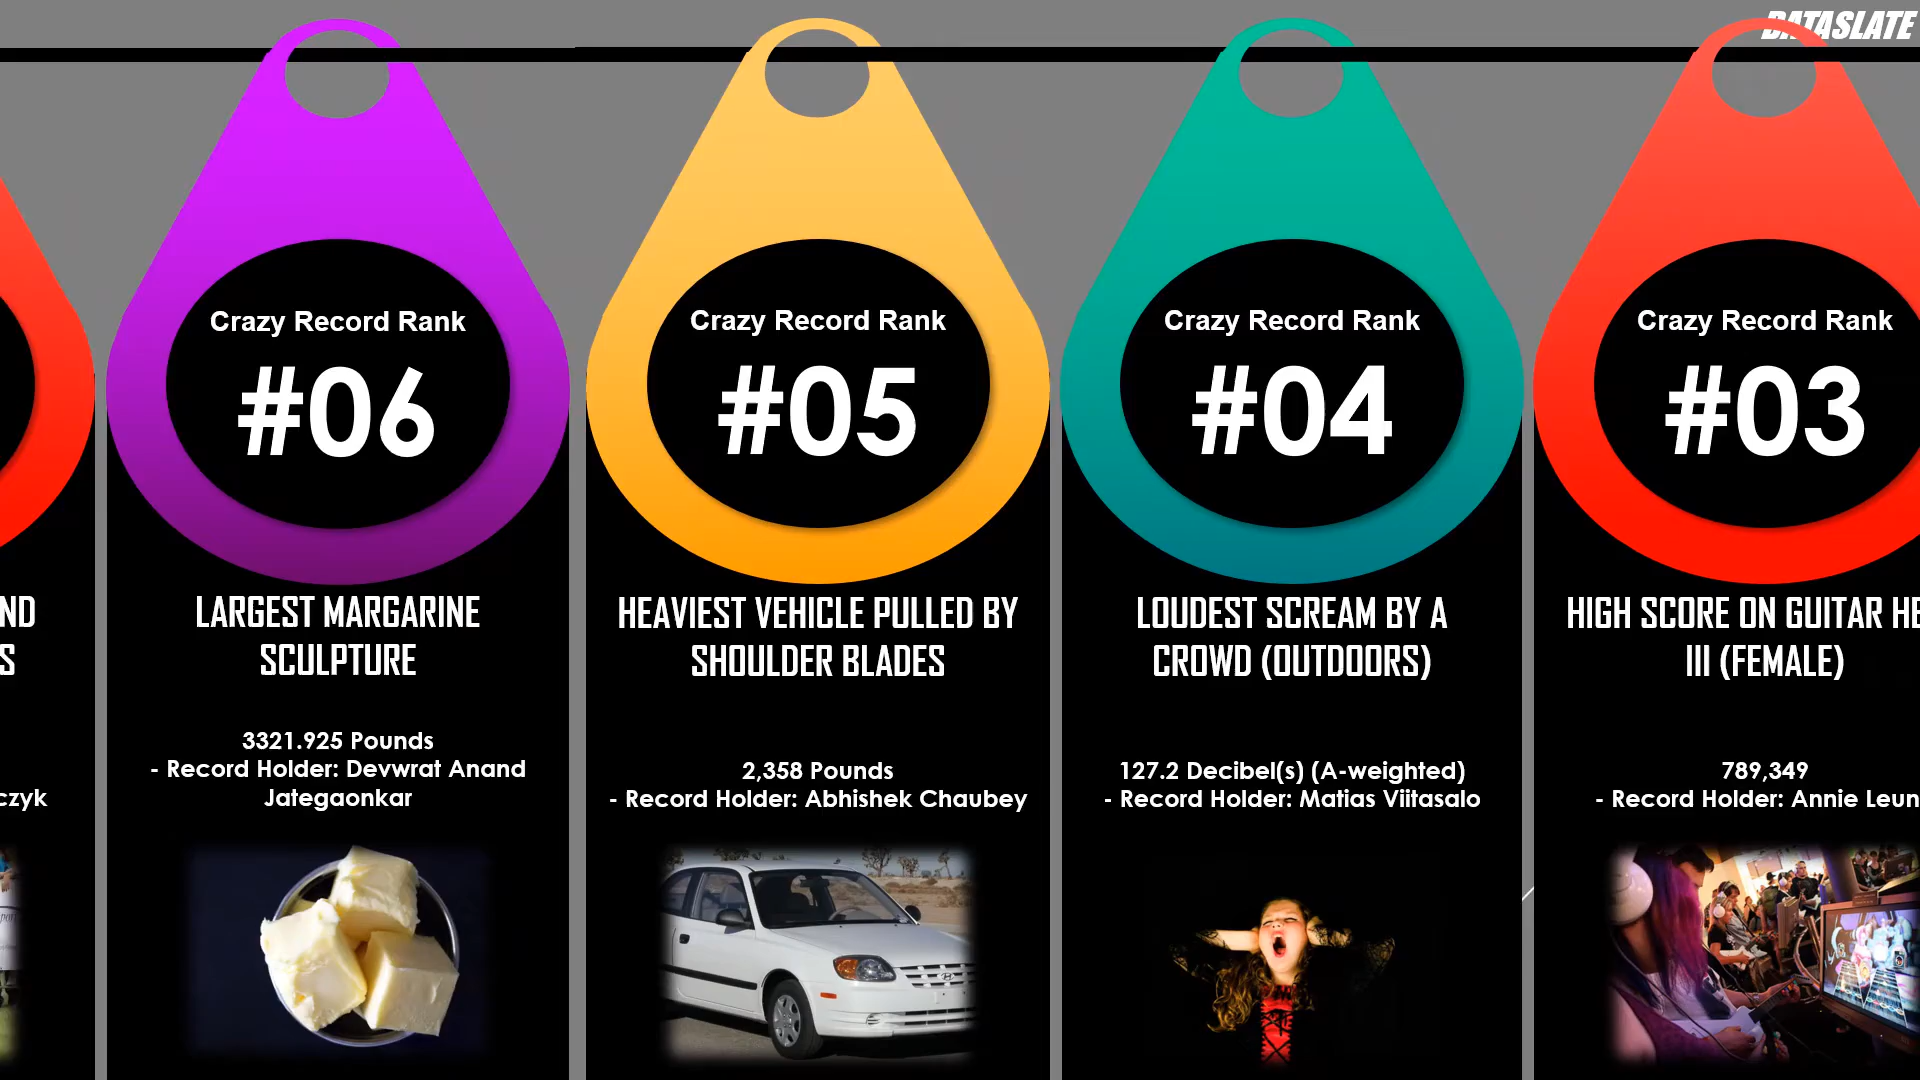 DATASLATE
ND
S
czyk
Crazy Record Rank
#06
LARGEST MARGARINE
SCULPTURE
3321.925 Pounds
- Record Holder: Devwrat Anand
Jategaonkar
Crazy Record Rank
#05
HEAVIEST VEHICLE PULLED BY
SHOULDER BLADES
2,358 Pounds
- Record Holder: Abhishek Chaubey
Crazy Record Rank
#04
LOUDEST SCREAM BY A
CROWD (OUTDOORS)
127.2 Decibel(s) (A-weighted)
- Record Holder: Matias Viitasalo
Crazy Record Rank
#03
HIGH SCORE ON GUITAR HE
III (FEMALE)
789,349
- Record Holder: Annie Leun